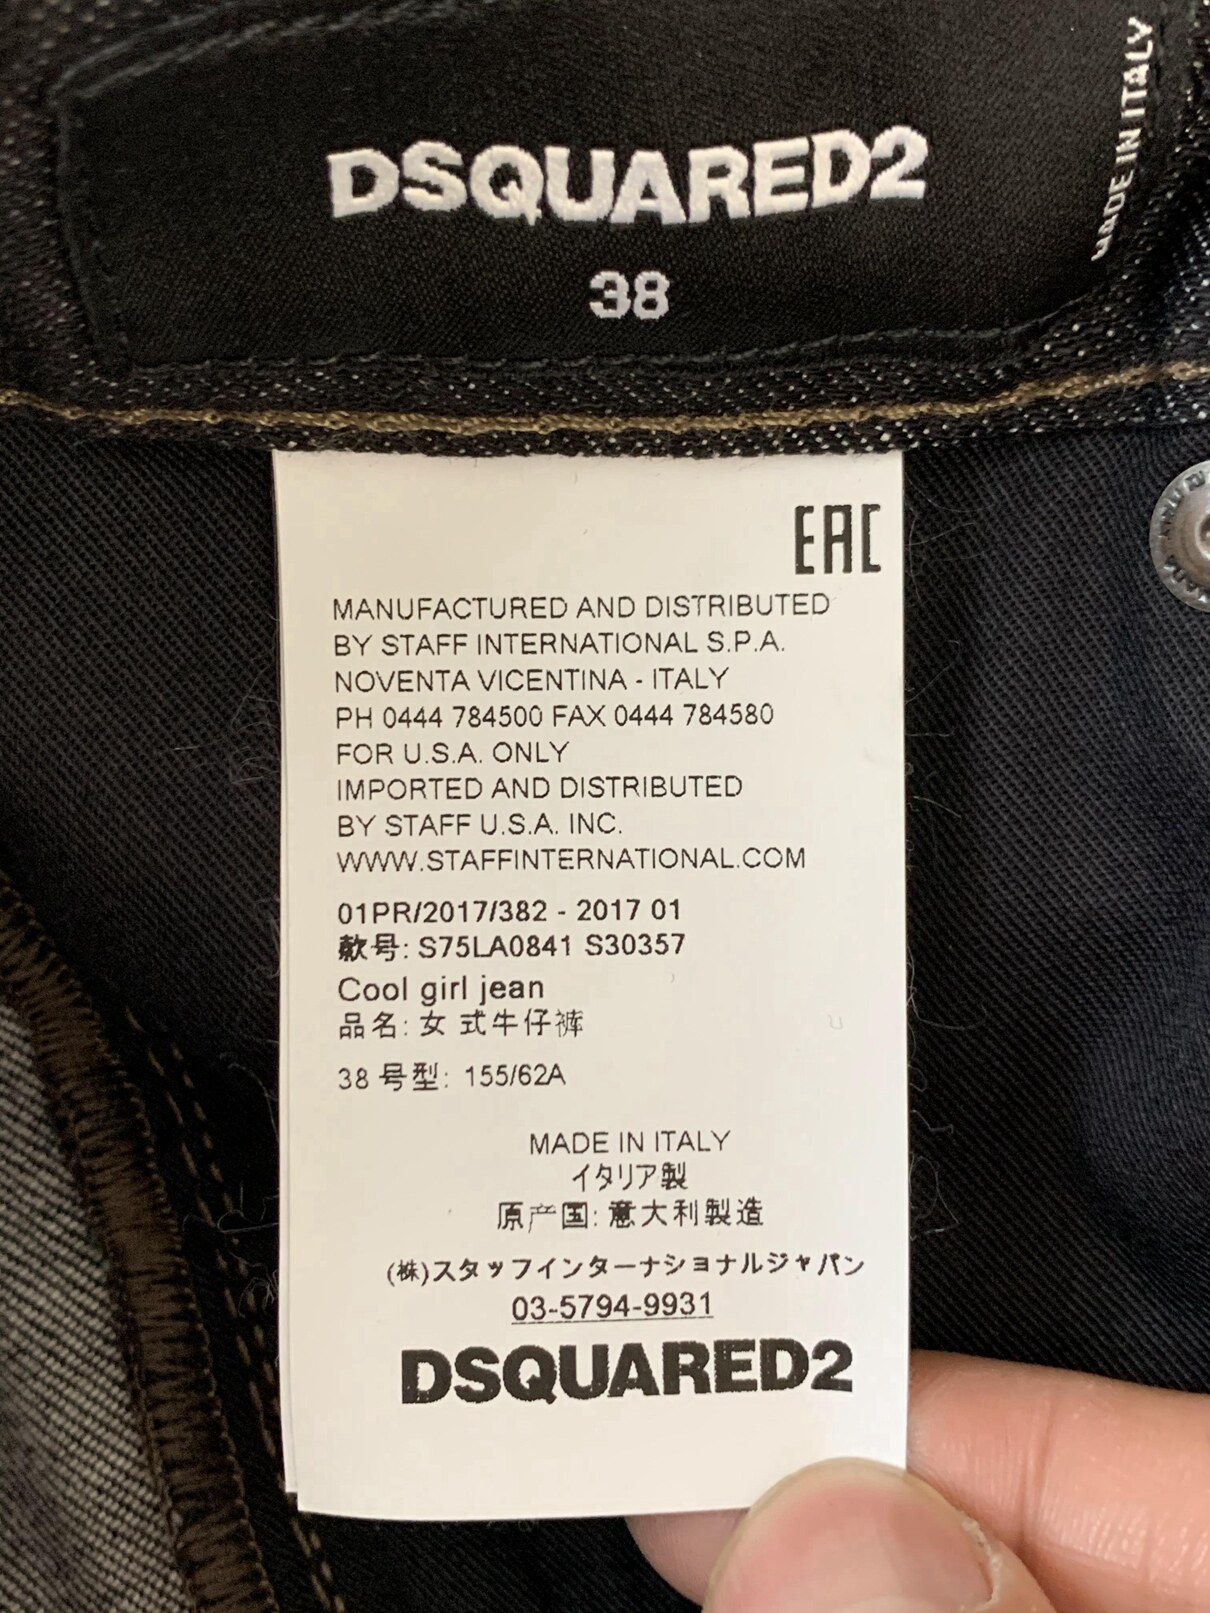 DSQUARED2
38
MADE IN ITALY
EAC
MANUFACTURED AND DISTRIBUTED
BY STAFF INTERNATIONAL S.P.A.
NOVENTA VICENTINA - ITALY
PH 0444 784500 FAX 0444 784580
FOR U.S.A. ONLY
IMPORTED AND DISTRIBUTED
BY STAFF U.S.A. INC.
WWW.STAFFINTERNATIONAL.COM
01PR/2017/382 - 2017 01
款号: S75LA0841 S30357
Cool girl jean
品名: 女 式牛仔裤
38 号型: 155/62A
MADE IN ITALY
イタリア製
原产国: 意大利製造
(株)スタッフインターナショナルジャパン
03-5794-9931
DSQUARED2